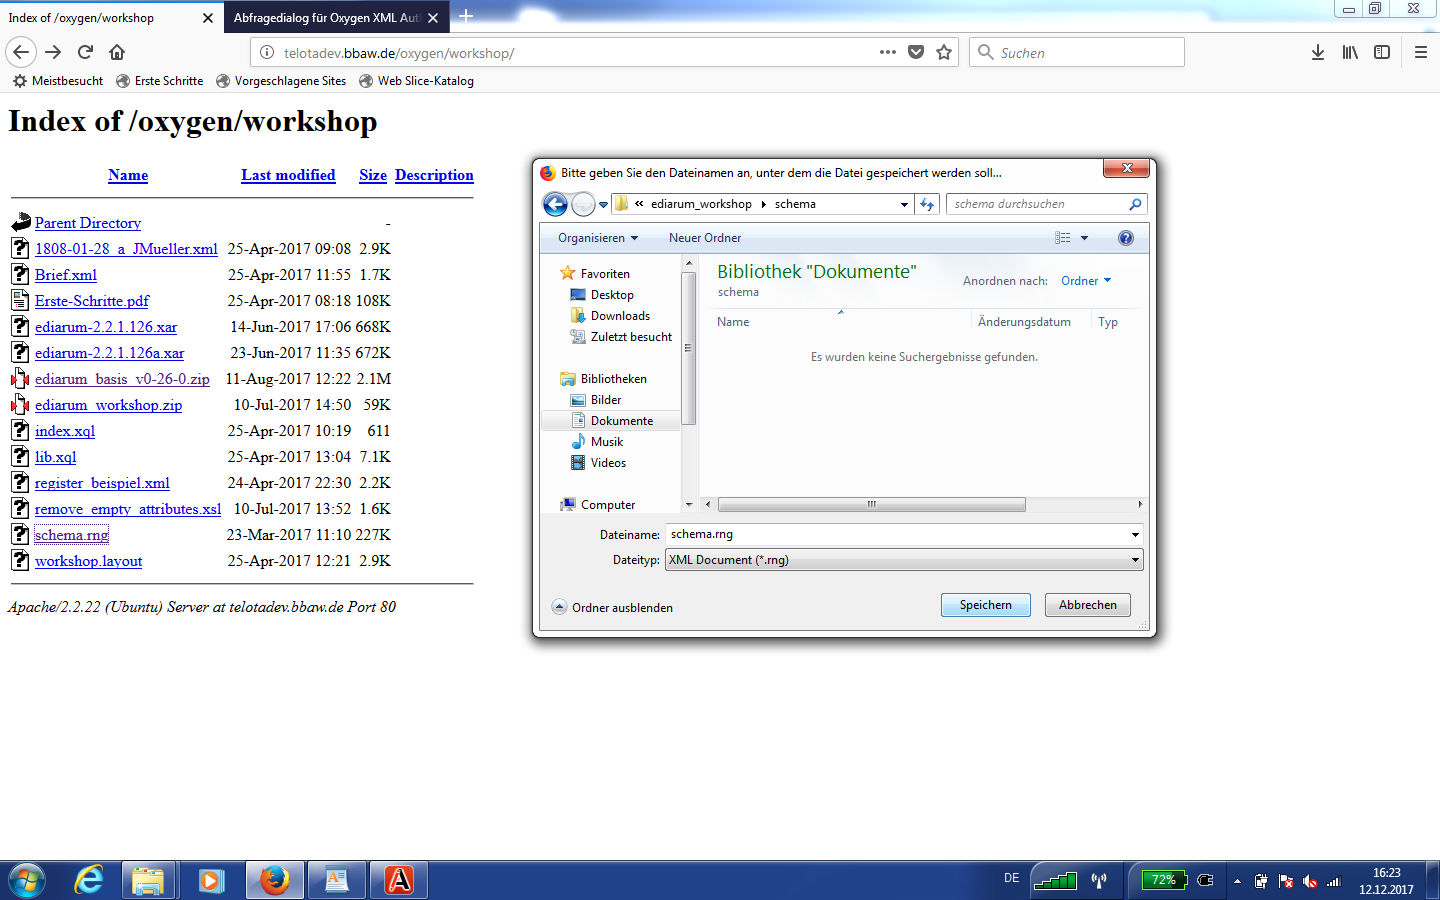 Index of /oxygen/workshop
Abfragedialog für Oxygen XML Aut
telotadev.bbaw.de/oxygen/workshop/
Suchen
Meistbesucht Erste Schritte Vorgeschlagene Sites Web Slice-Katalog
Index of /oxygen/workshop
Name Last modified Size Description
Parent Directory -
1808-01-28_a_JMueller.xml 25-Apr-2017 09:08 2.9K
Brief.xml 25-Apr-2017 11:55 1.7K
Erste-Schritte.pdf 25-Apr-2017 08:18 108K
ediarum-2.2.1.126.xar 14-Jun-2017 17:06 668K
ediarum-2.2.1.126a.xar 23-Jun-2017 11:35 672K
ediarum_basis_v0-26-0.zip 11-Aug-2017 12:22 2.1M
ediarum_workshop.zip 10-Jul-2017 14:50 59K
index.xql 25-Apr-2017 10:19 611
lib.xql 25-Apr-2017 13:04 7.1K
register_beispiel.xml 24-Apr-2017 22:30 2.2K
remove_empty_attributes.xsl 10-Jul-2017 13:52 1.6K
schema.rng 23-Mar-2017 11:10 227K
workshop.layout 25-Apr-2017 12:21 2.9K
Apache/2.2.22 (Ubuntu) Server at telotadev.bbaw.de Port 80
Bitte geben Sie den Dateinamen an, unter dem die Datei gespeichert werden soll...
« ediarum_workshop schema
schema durchsuchen
Organisieren Neuer Ordner
Favoriten
Desktop
Downloads
Zuletzt besucht
Bibliotheken
Bilder
Dokumente
Musik
Videos
Computer
Bibliothek "Dokumente"
schema
Anordnen nach: Ordner
Name Änderungsdatum Typ
Es wurden keine Suchergebnisse gefunden.
Dateiname: schema.rng
Dateityp: XML Document (*.rng)
Ordner ausblenden
Speichern Abbrechen
DE
72%
16:23
12.12.2017